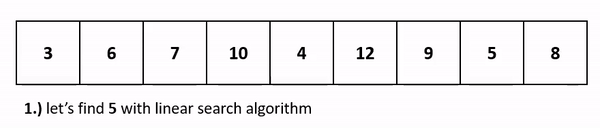 3 6 7 10 4 12 9 5 8
1.) let's find 5 with linear search algorithm